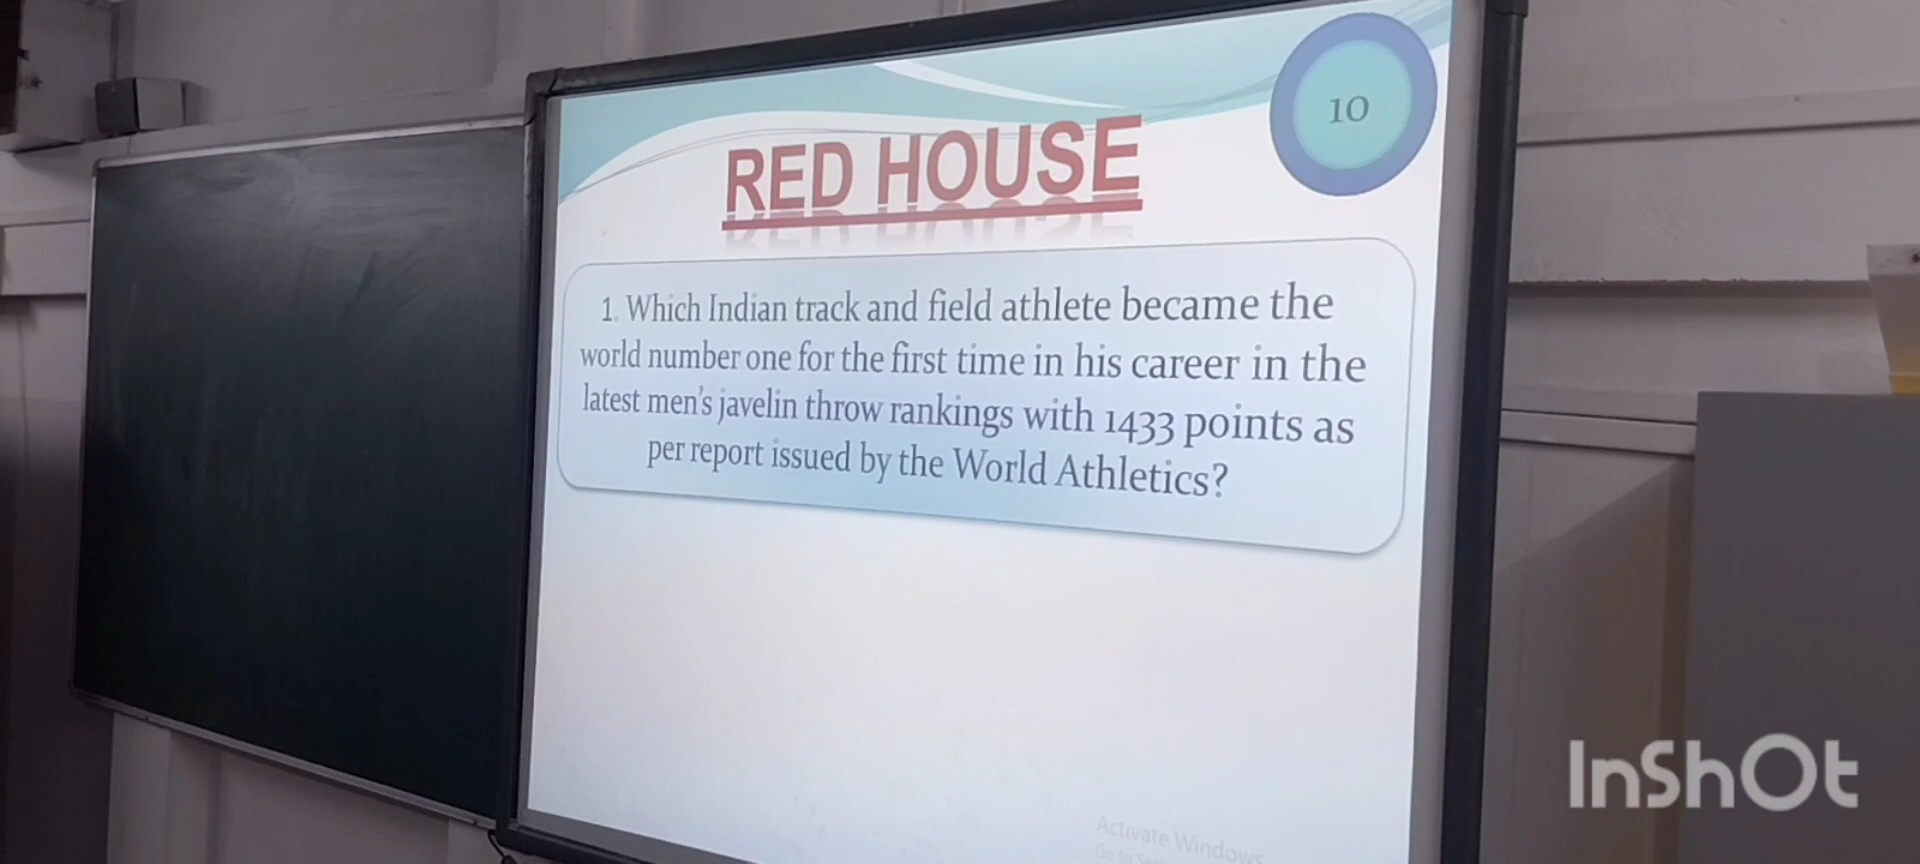 10
RED HOUSE
1. Which Indian track and field athlete became the
world number one for the first time in his career in the
latest men's javelin throw rankings with 1433 points as
per report issued by the World Athletics?
Activate Windows
Go to
InShOt